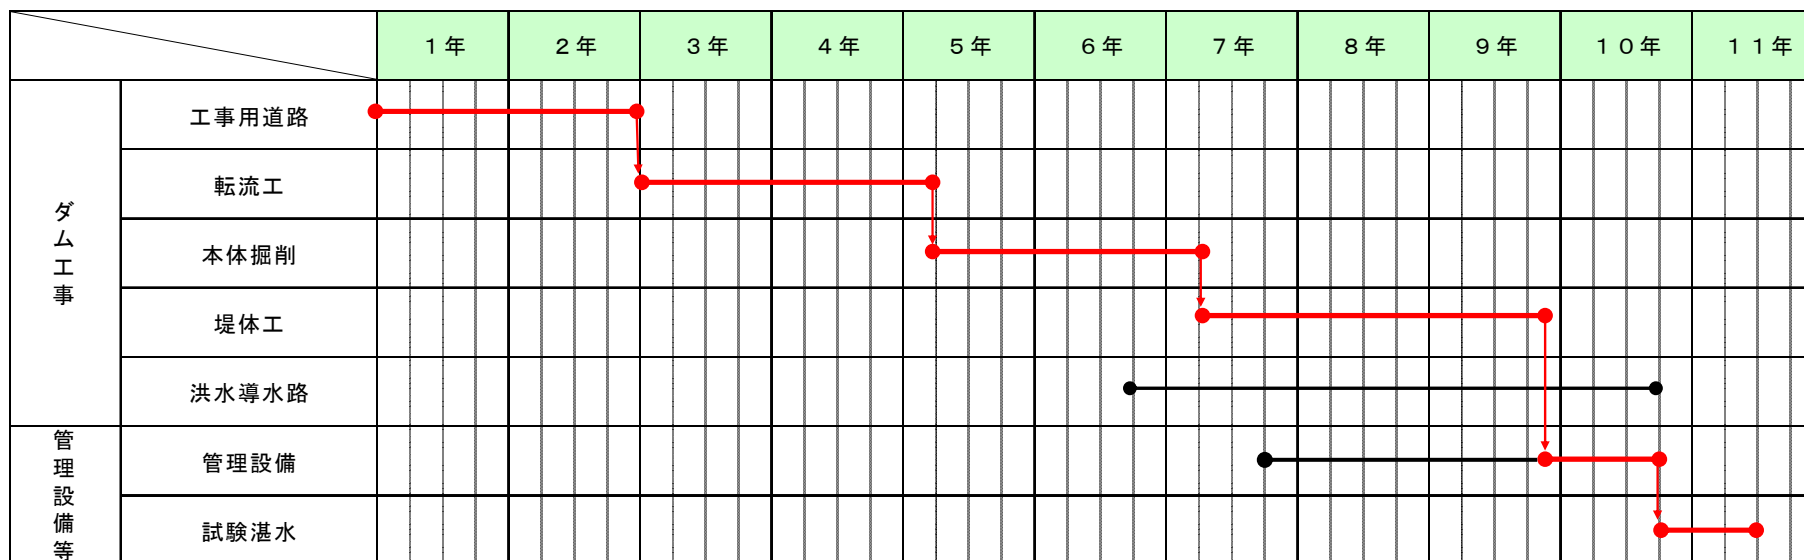 １年 ２年 ３年 ４年 ５年 ６年 ７年 ８年 ９年 １０年 １１年
ダム工事
工事用道路
転流工
本体掘削
堤体工
洪水導水路
管理設備等
管理設備
試験湛水